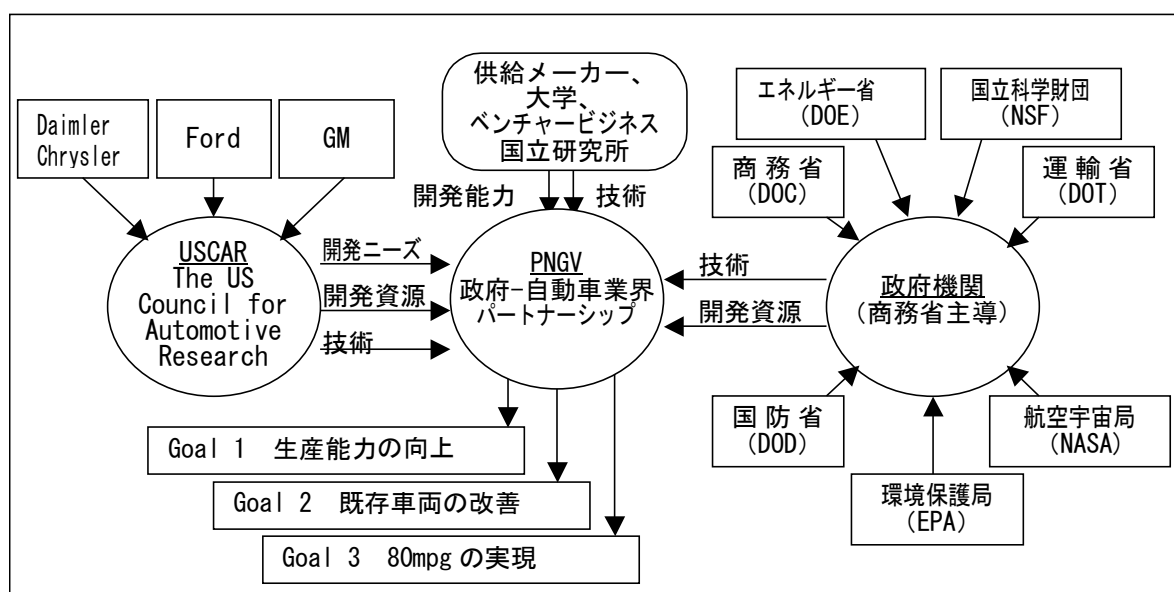 供給メーカー、
大学、
ベンチャービジネス
国立研究所
エネルギー省
(DOE)
国立科学財団
(NSF)
Daimler
Chrysler
Ford
GM
商 務 省
(DOC)
運 輸 省
(DOT)
開発能力
技術
USCAR
The US
Council for
Automotive
Research
開発ニーズ
開発資源
技術
PNGV
政府-自動車業界
パートナーシップ
技術
開発資源
政府機関
(商務省主導)
国 防 省
(DOD)
航空宇宙局
(NASA)
環境保護局
(EPA)
Goal 1 生産能力の向上
Goal 2 既存車両の改善
Goal 3 80mpg の実現